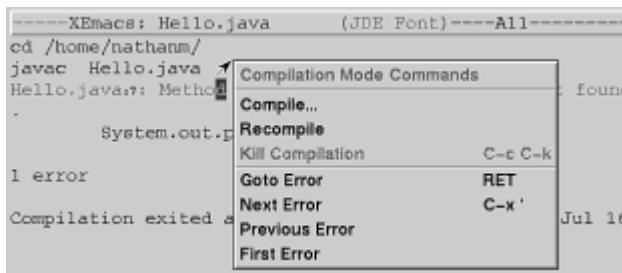 -----XEmacs: Hello.java (JDE Font)----All---------
cd /home/nathanm/
javac Hello.java
Hello.java:7: Method : foun
.
System.out.p
1 error
Compilation exited a Jul 16
Compilation Mode Commands
Compile...
Recompile
Kill Compilation C-c C-k
Goto Error RET
Next Error C-x '
Previous Error
First Error